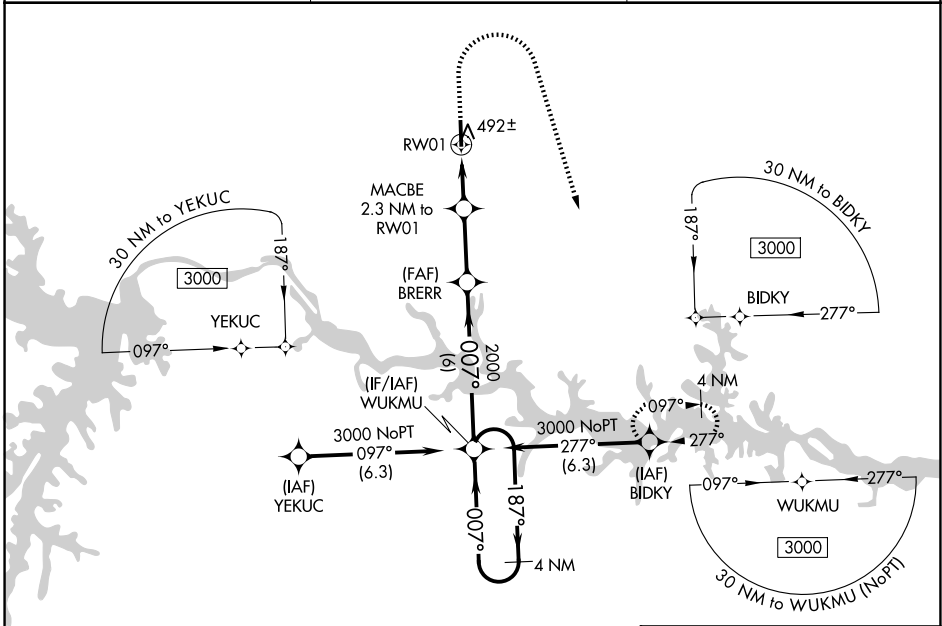 492±
RW01
MACBE
2.3 NM to
RW01
30 NM to YEKUC
187°
3000
YEKUC
097°
30 NM to BIDKY
187°
3000
BIDKY
277°
(FAF)
BRERR
2000
007°
(6)
(IF/IAF)
WUKMU
4 NM
097°
277°
3000 NoPT
097°
(6.3)
3000 NoPT
277°
(6.3)
(IAF)
YEKUC
(IAF)
BIDKY
007°
187°
4 NM
097°
277°
WUKMU
3000
30 NM to WUKMU (NoPT)